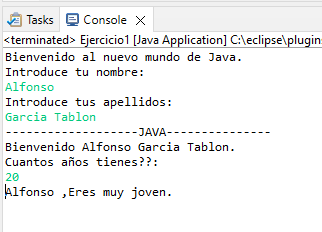 Tasks Console
<terminated> Ejercicio1 [Java Application] C:\eclipse\plugin
Bienvenido al nuevo mundo de Java.
Introduce tu nombre:
Alfonso
Introduce tus apellidos:
Garcia Tablon
-------------------JAVA---------------
Bienvenido Alfonso Garcia Tablon.
Cuantos años tienes??:
20
Alfonso ,Eres muy joven.